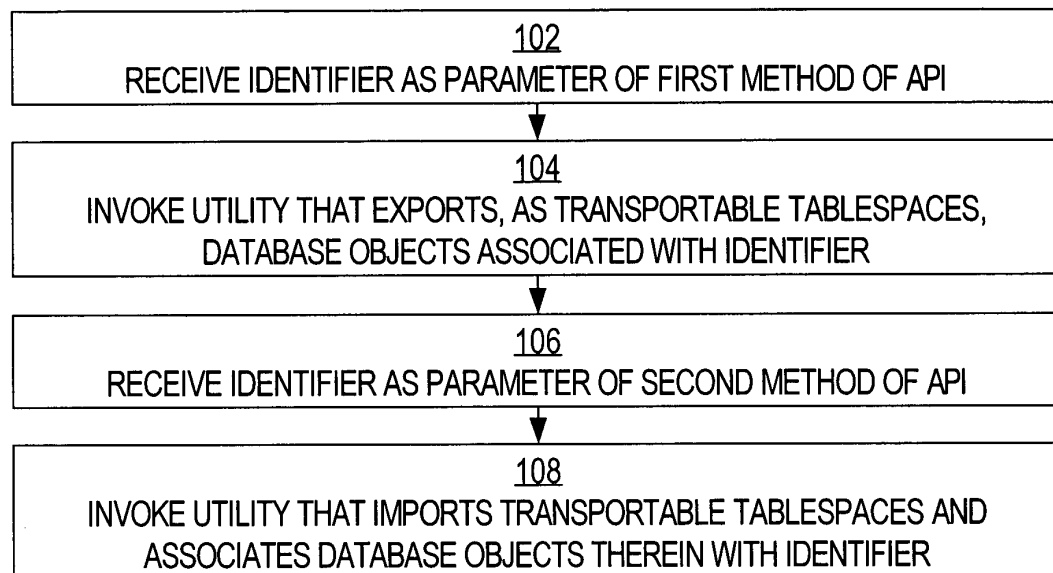 102
RECEIVE IDENTIFIER AS PARAMETER OF FIRST METHOD OF API
104
INVOKE UTILITY THAT EXPORTS, AS TRANSPORTABLE TABLESPACES,
DATABASE OBJECTS ASSOCIATED WITH IDENTIFIER
106
RECEIVE IDENTIFIER AS PARAMETER OF SECOND METHOD OF API
108
INVOKE UTILITY THAT IMPORTS TRANSPORTABLE TABLESPACES AND
ASSOCIATES DATABASE OBJECTS THEREIN WITH IDENTIFIER